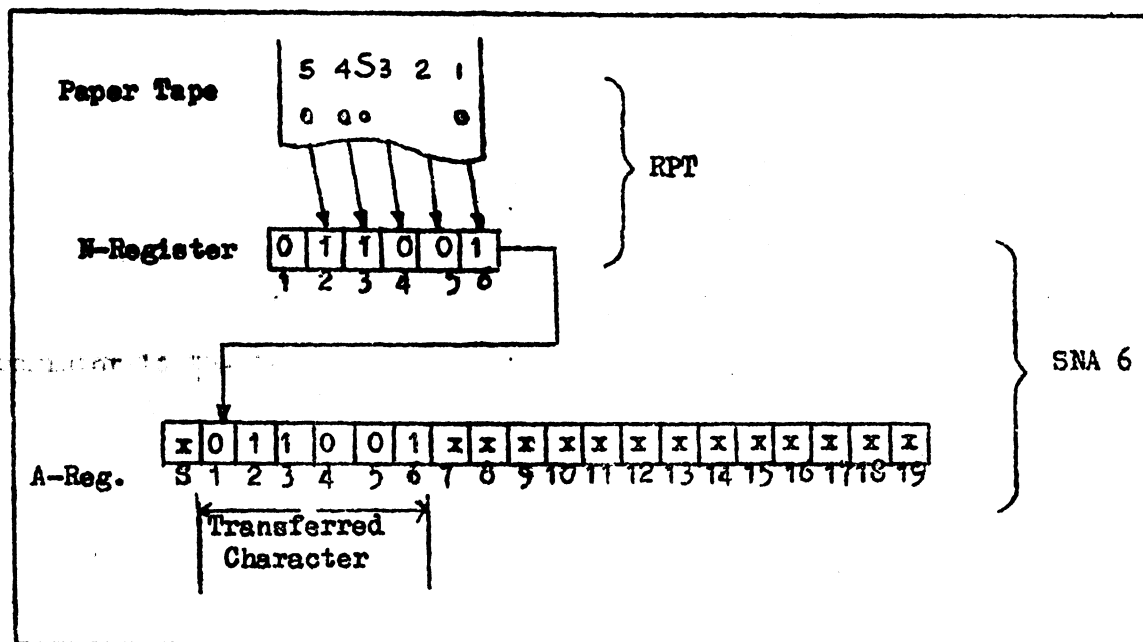 5 4 S 3 2 1
Paper Tape
RPT
N-Register 0 1 1 0 0 1
1 2 3 4 5 6
SNA 6
x 0 1 1 0 0 1 x x x x x x x x x x x x x
A-Reg. S 1 2 3 4 5 6 7 8 9 10 11 12 13 14 15 16 17 18 19
Transferred
Character